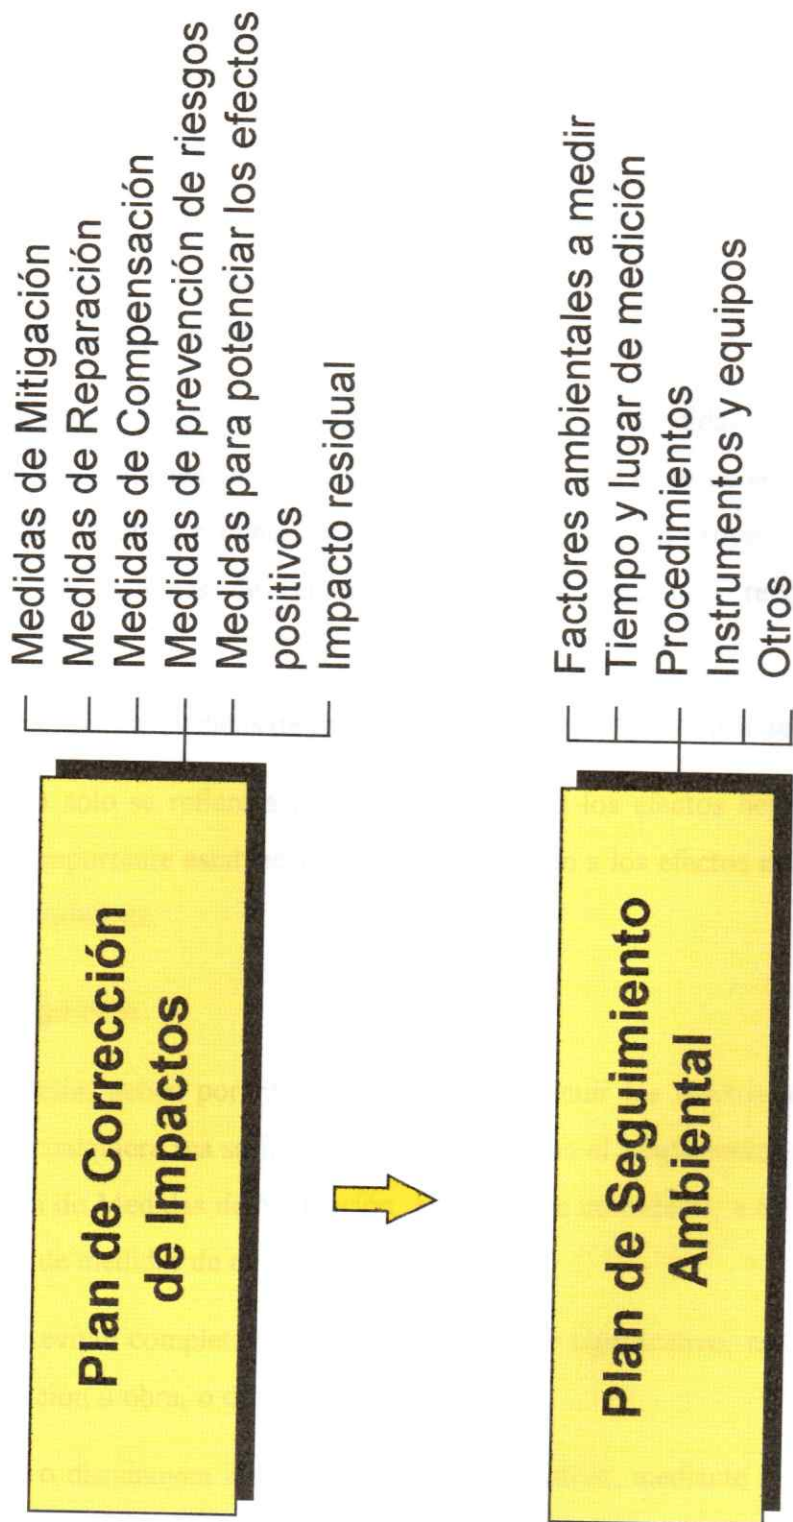 Plan de Corrección
de Impactos
Medidas de Mitigación
Medidas de Reparación
Medidas de Compensación
Medidas de prevención de riesgos
Medidas para potenciar los efectos
positivos
Impacto residual
Plan de Seguimiento
Ambiental
Factores ambientales a medir
Tiempo y lugar de medición
Procedimientos
Instrumentos y equipos
Otros